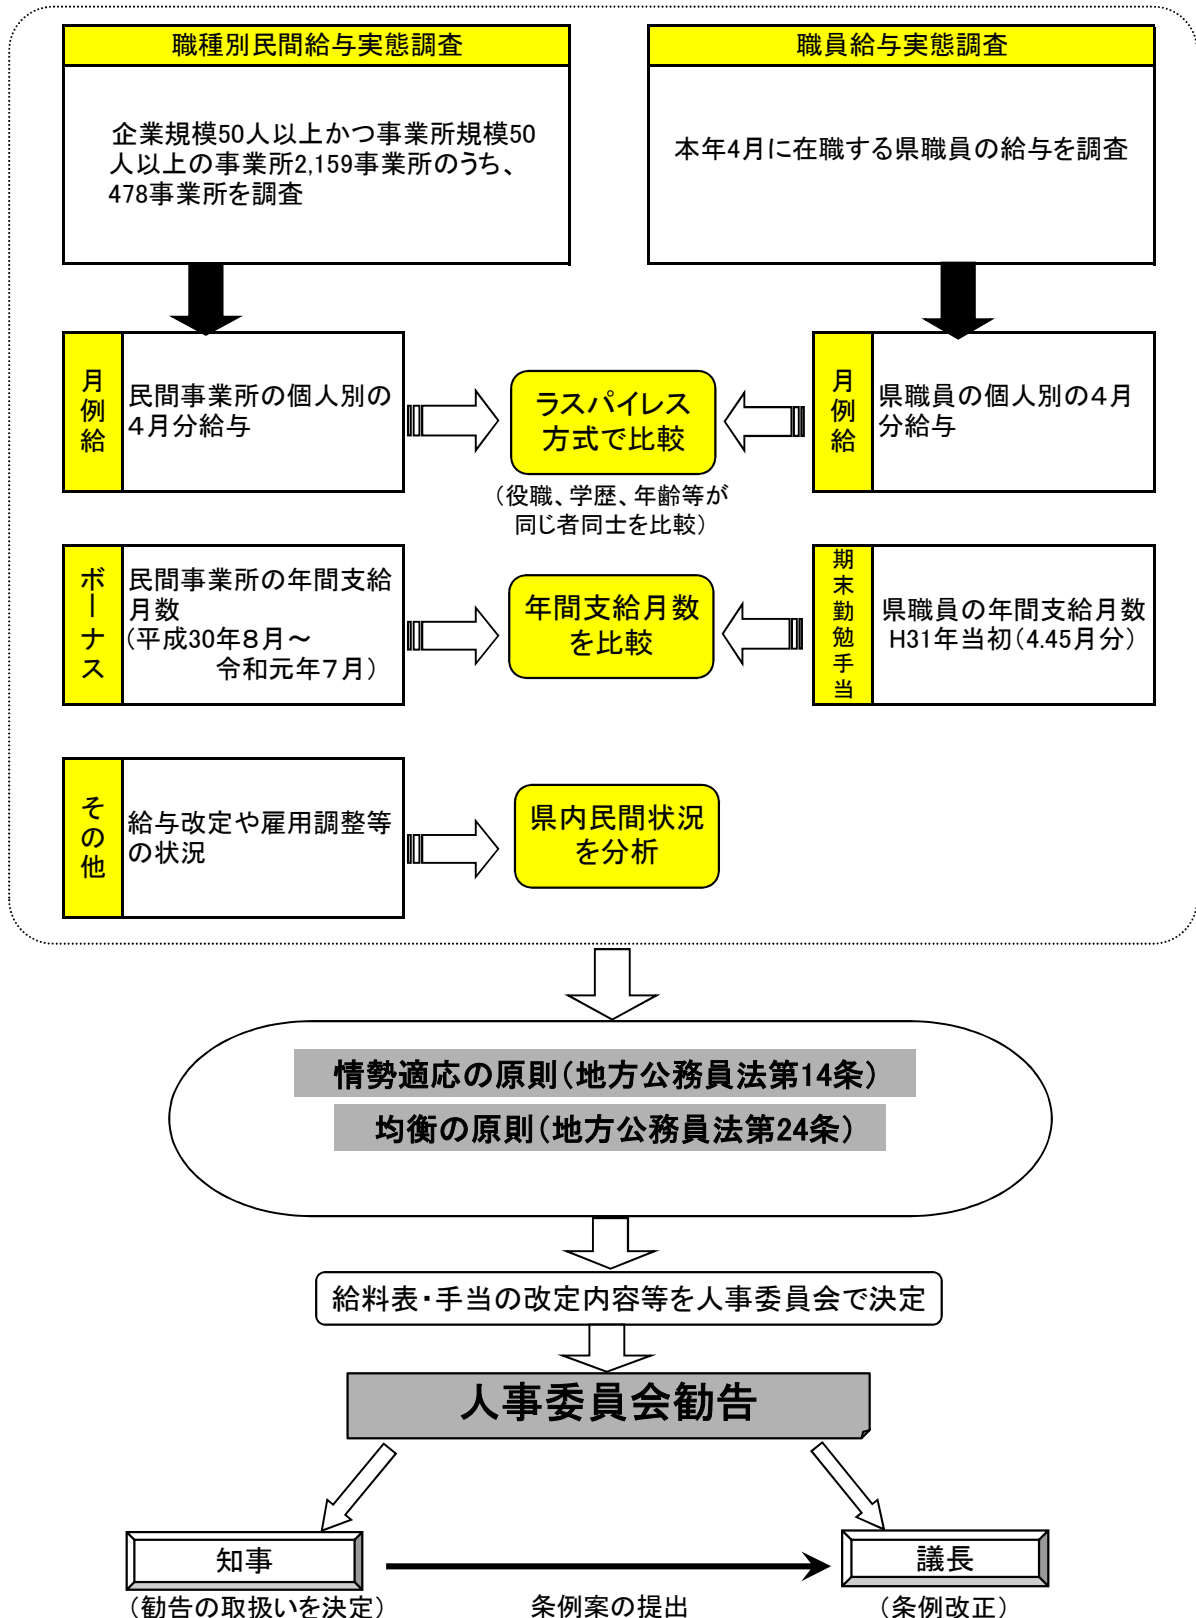 職種別民間給与実態調査
企業規模50人以上かつ事業所規模50
人以上の事業所2,159事業所のうち、
478事業所を調査
職員給与実態調査
本年4月に在職する県職員の給与を調査
月例給
民間事業所の個人別の
４月分給与
ラスパイレス
方式で比較
（役職、学歴、年齢等が
同じ者同士を比較）
月例給
県職員の個人別の４月
分給与
ボーナス
民間事業所の年間支給
月数
（平成30年８月～
令和元年７月）
年間支給月数
を比較
期末勤勉手当
県職員の年間支給月数
H31年当初（4.45月分）
その他
給与改定や雇用調整等
の状況
県内民間状況
を分析
情勢適応の原則（地方公務員法第14条）
均衡の原則（地方公務員法第24条）
給料表・手当の改定内容等を人事委員会で決定
人事委員会勧告
知事
議長
（勧告の取扱いを決定）
条例案の提出
（条例改正）